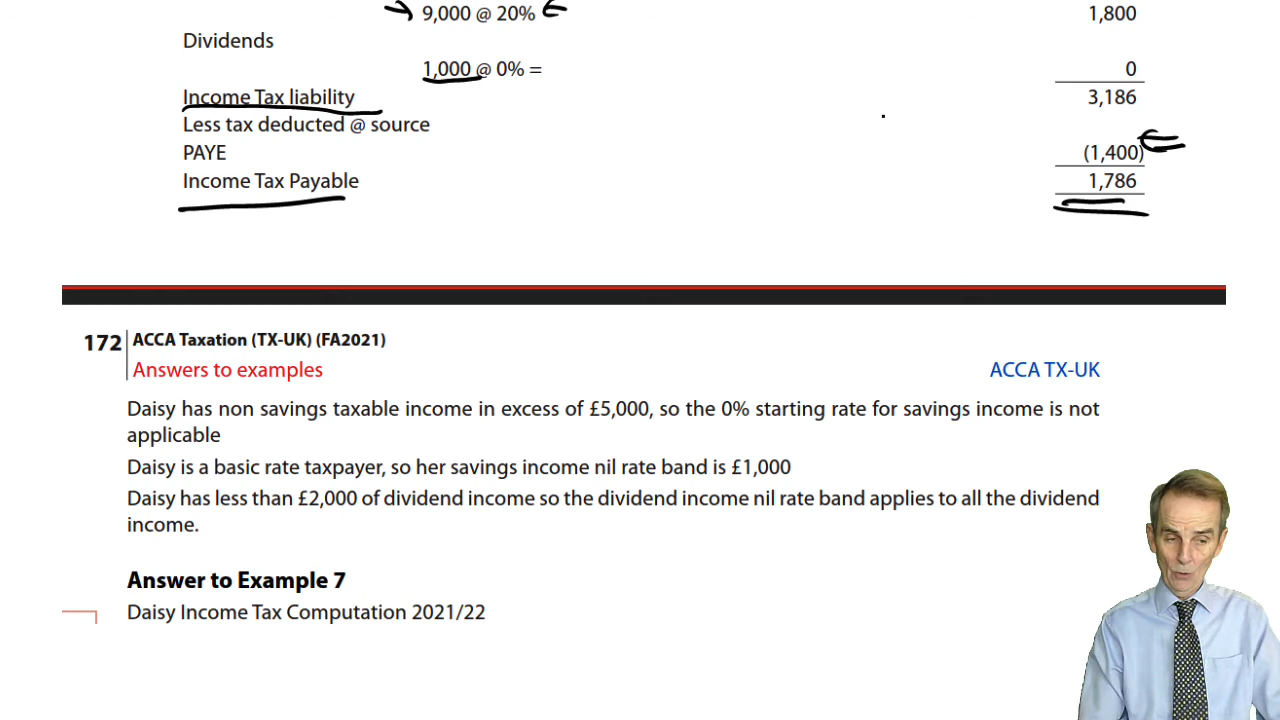 9,000 @ 20% 1,800
Dividends
1,000 @ 0% = 0
Income Tax liability 3,186
Less tax deducted @ source
PAYE (1,400)
Income Tax Payable 1,786
172 ACCA Taxation (TX-UK) (FA2021)
Answers to examples ACCA TX-UK
Daisy has non savings taxable income in excess of £5,000, so the 0% starting rate for savings income is not
applicable
Daisy is a basic rate taxpayer, so her savings income nil rate band is £1,000
Daisy has less than £2,000 of dividend income so the dividend income nil rate band applies to all the dividend
income.
Answer to Example 7
Daisy Income Tax Computation 2021/22